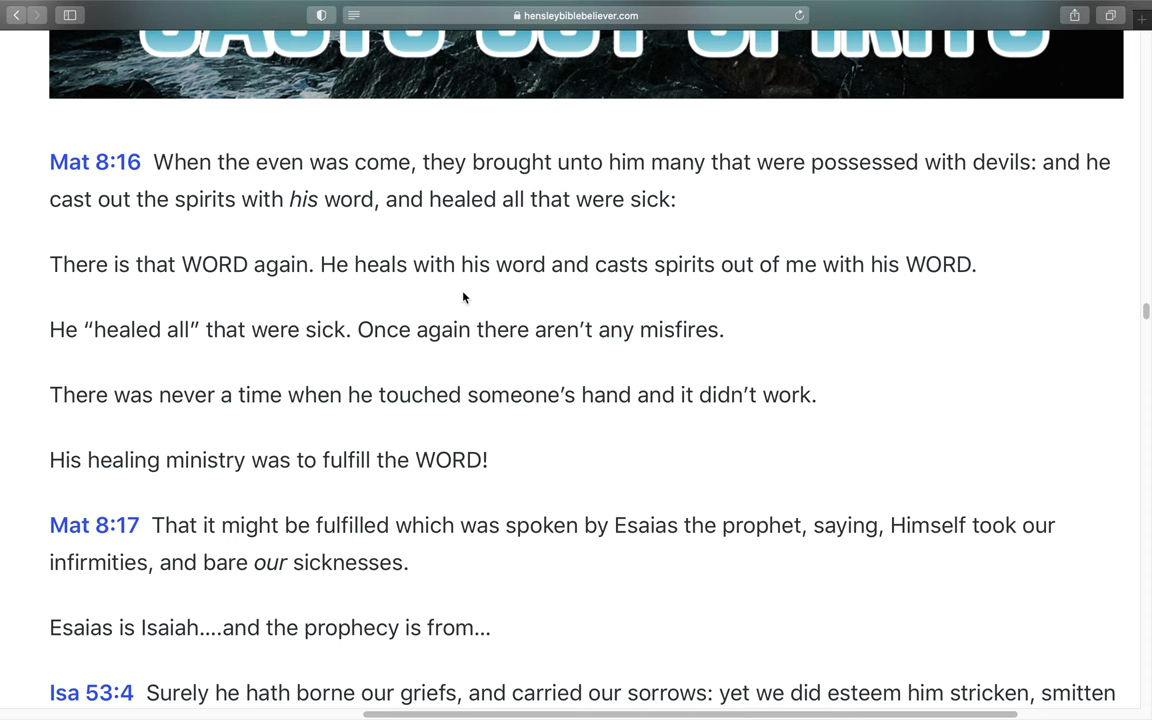 hensleybiblebeliever.com
CASTS OUT SPIRITS
Mat 8:16 When the even was come, they brought unto him many that were possessed with devils: and he
cast out the spirits with his word, and healed all that were sick:
There is that WORD again. He heals with his word and casts spirits out of me with his WORD.
He “healed all” that were sick. Once again there aren’t any misfires.
There was never a time when he touched someone’s hand and it didn’t work.
His healing ministry was to fulfill the WORD!
Mat 8:17 That it might be fulfilled which was spoken by Esaias the prophet, saying, Himself took our
infirmities, and bare our sicknesses.
Esaias is Isaiah....and the prophecy is from...
Isa 53:4 Surely he hath borne our griefs, and carried our sorrows: yet we did esteem him stricken, smitten